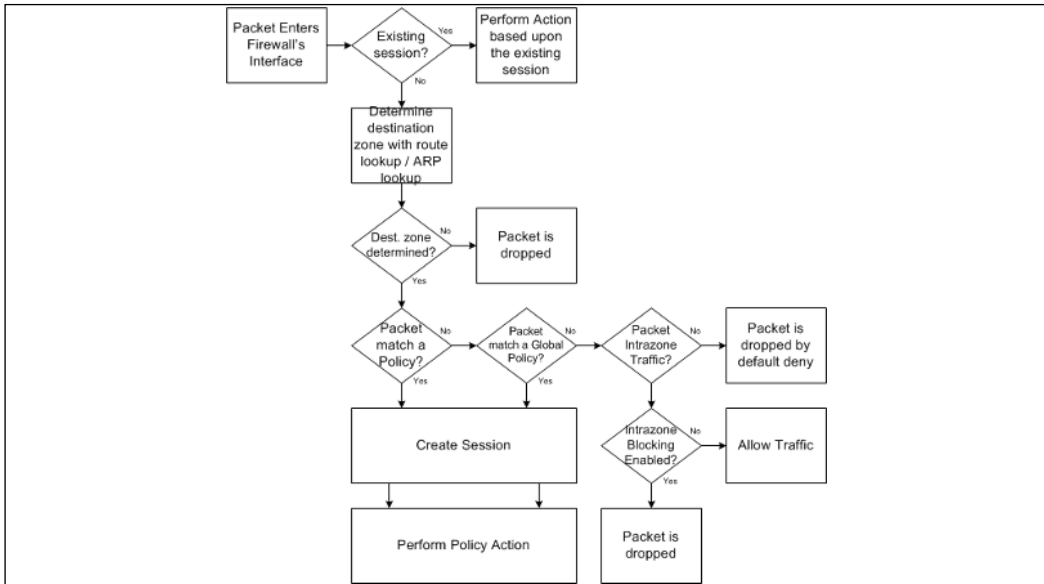 Packet Enters
Firewall's
Interface
Existing
session?
Yes
Perform Action
based upon
the existing
session
No
Determine
destination
zone with route
lookup / ARP
lookup
Dest. zone
determined?
No
Packet is
dropped
Yes
Packet
match a
Policy?
No
Packet
match a Global
Policy?
No
Packet
Intrazone
Traffic?
No
Packet is
dropped by
default deny
Yes
Yes
Create Session
Intrazone
Blocking
Enabled?
No
Allow Traffic
Yes
Perform Policy Action
Packet is
dropped